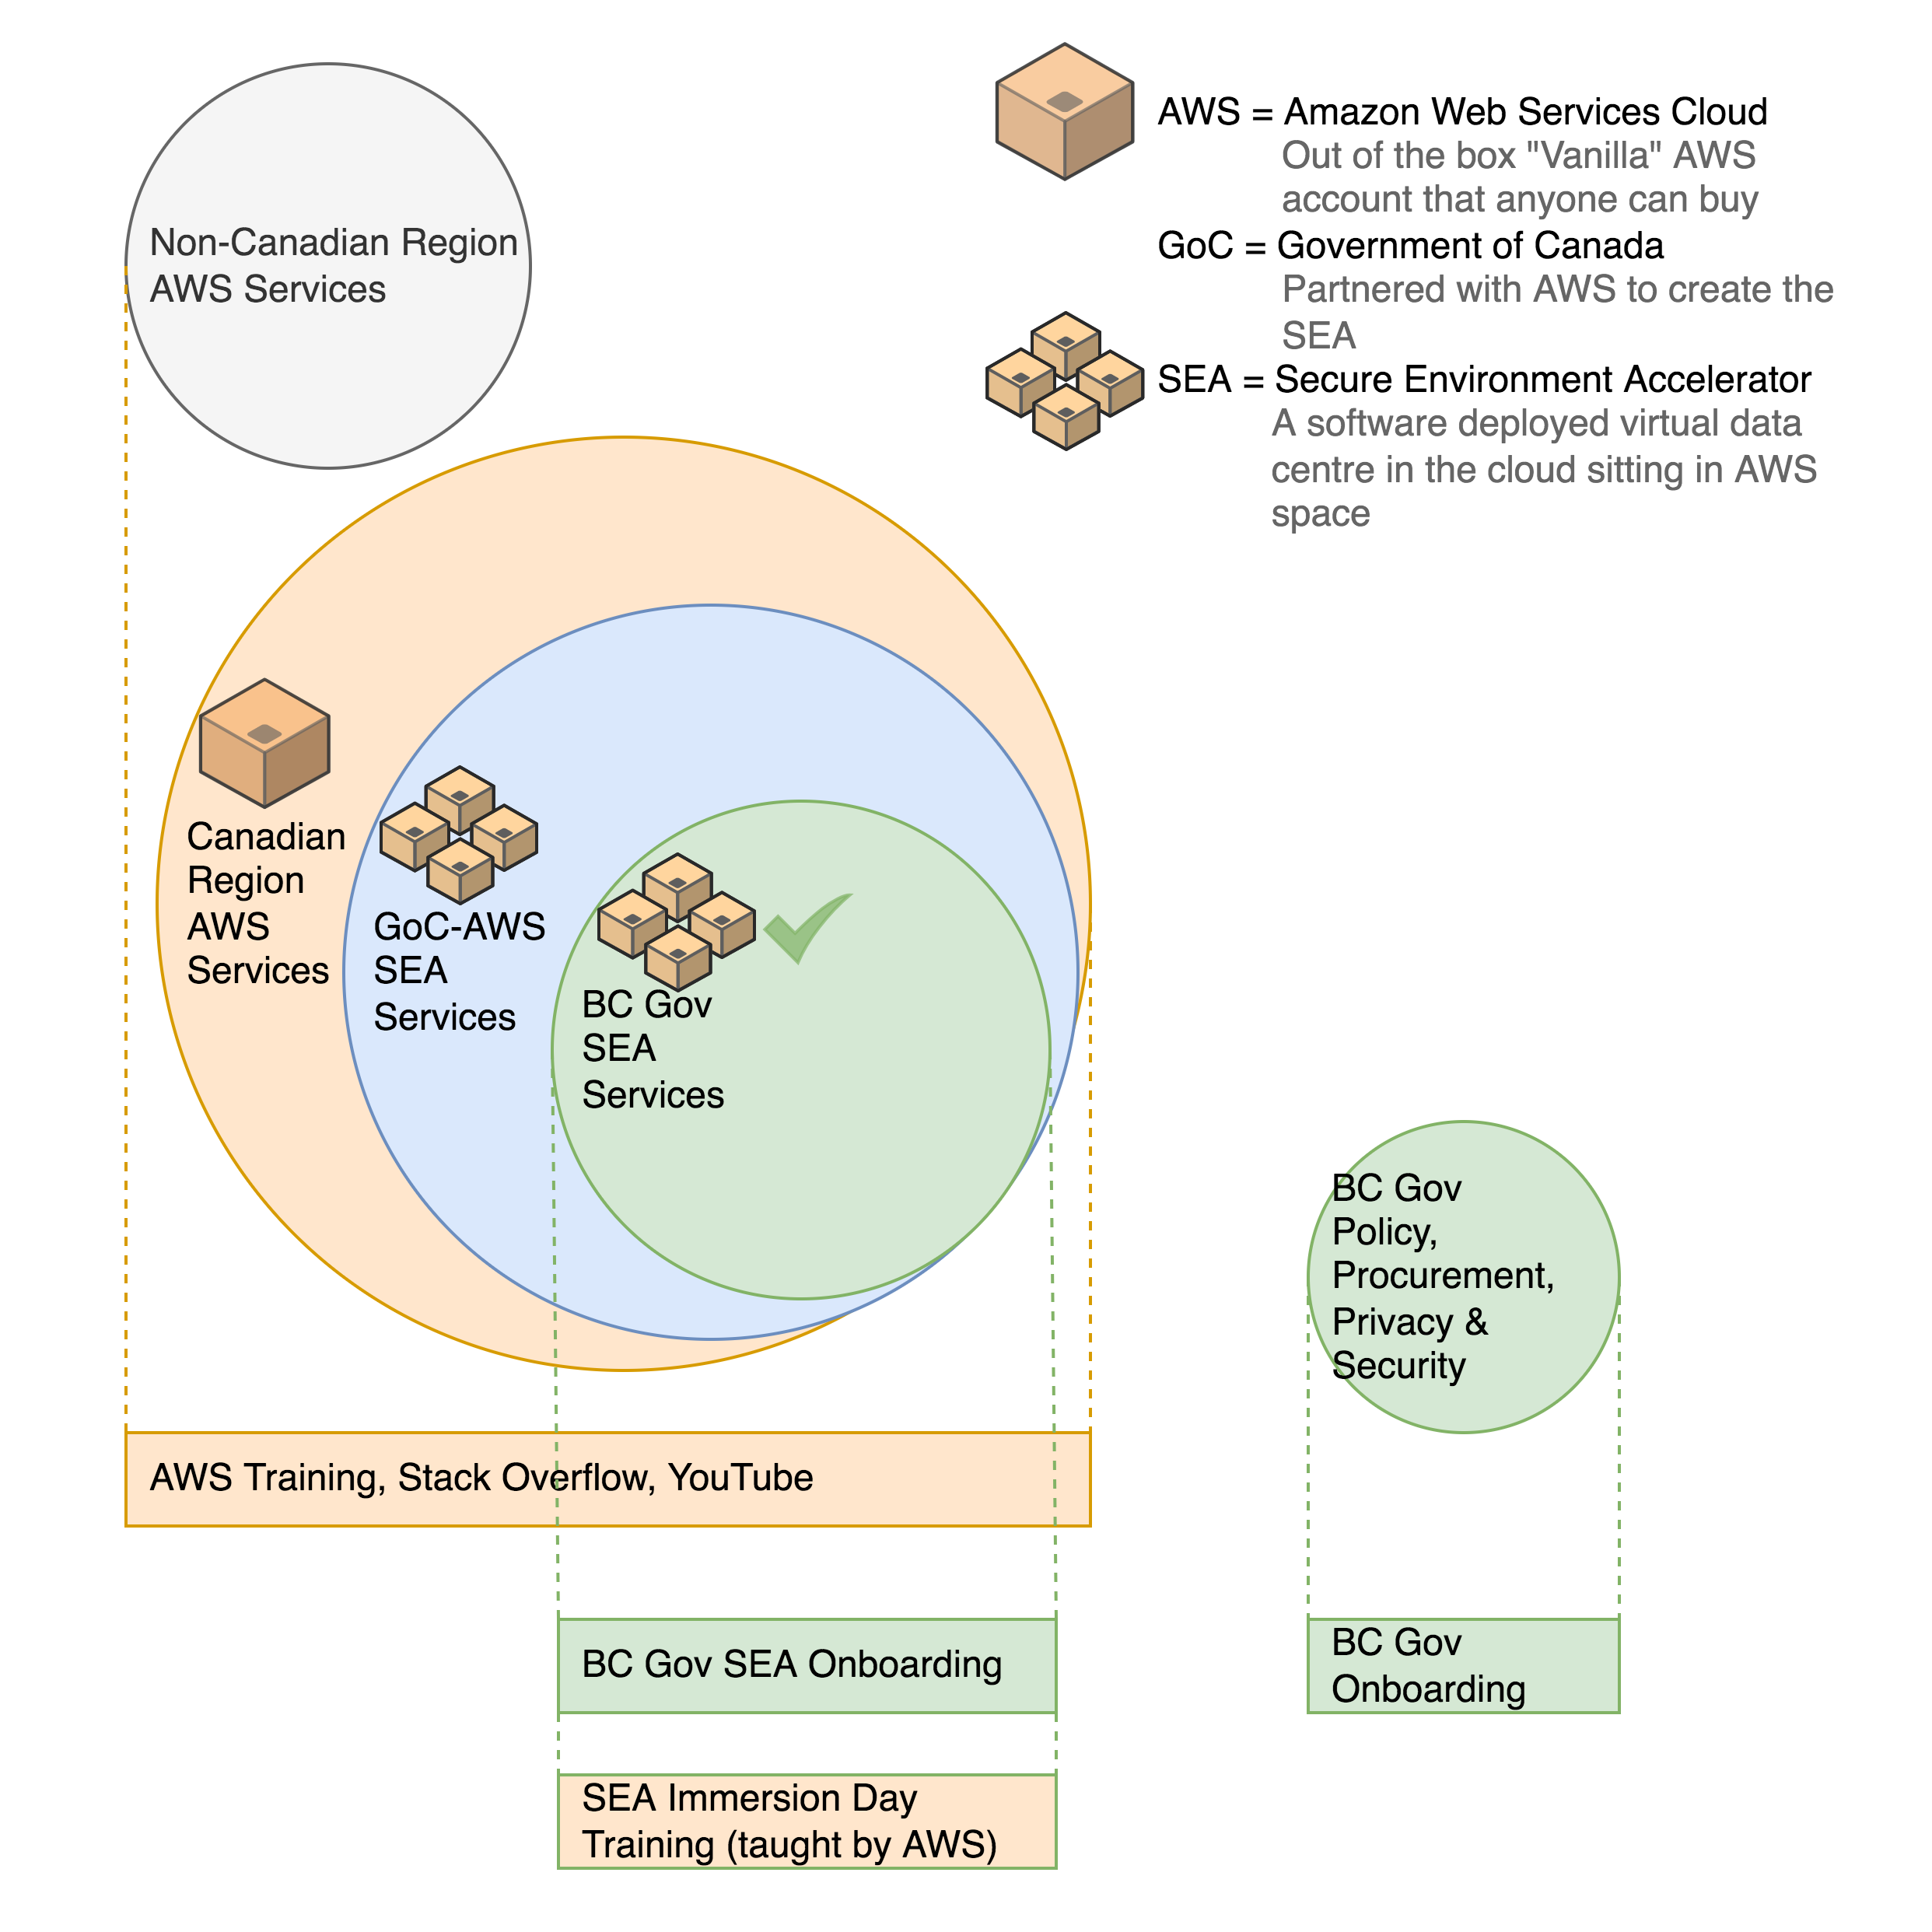 AWS = Amazon Web Services Cloud
Out of the box "Vanilla" AWS
account that anyone can buy
GoC = Government of Canada
Partnered with AWS to create the
SEA
SEA = Secure Environment Accelerator
A software deployed virtual data
centre in the cloud sitting in AWS
space
Non-Canadian Region
AWS Services
Canadian
Region
AWS
Services
GoC-AWS
SEA
Services
BC Gov
SEA
Services
BC Gov
Policy,
Procurement,
Privacy &
Security
AWS Training, Stack Overflow, YouTube
BC Gov SEA Onboarding
BC Gov
Onboarding
SEA Immersion Day
Training (taught by AWS)